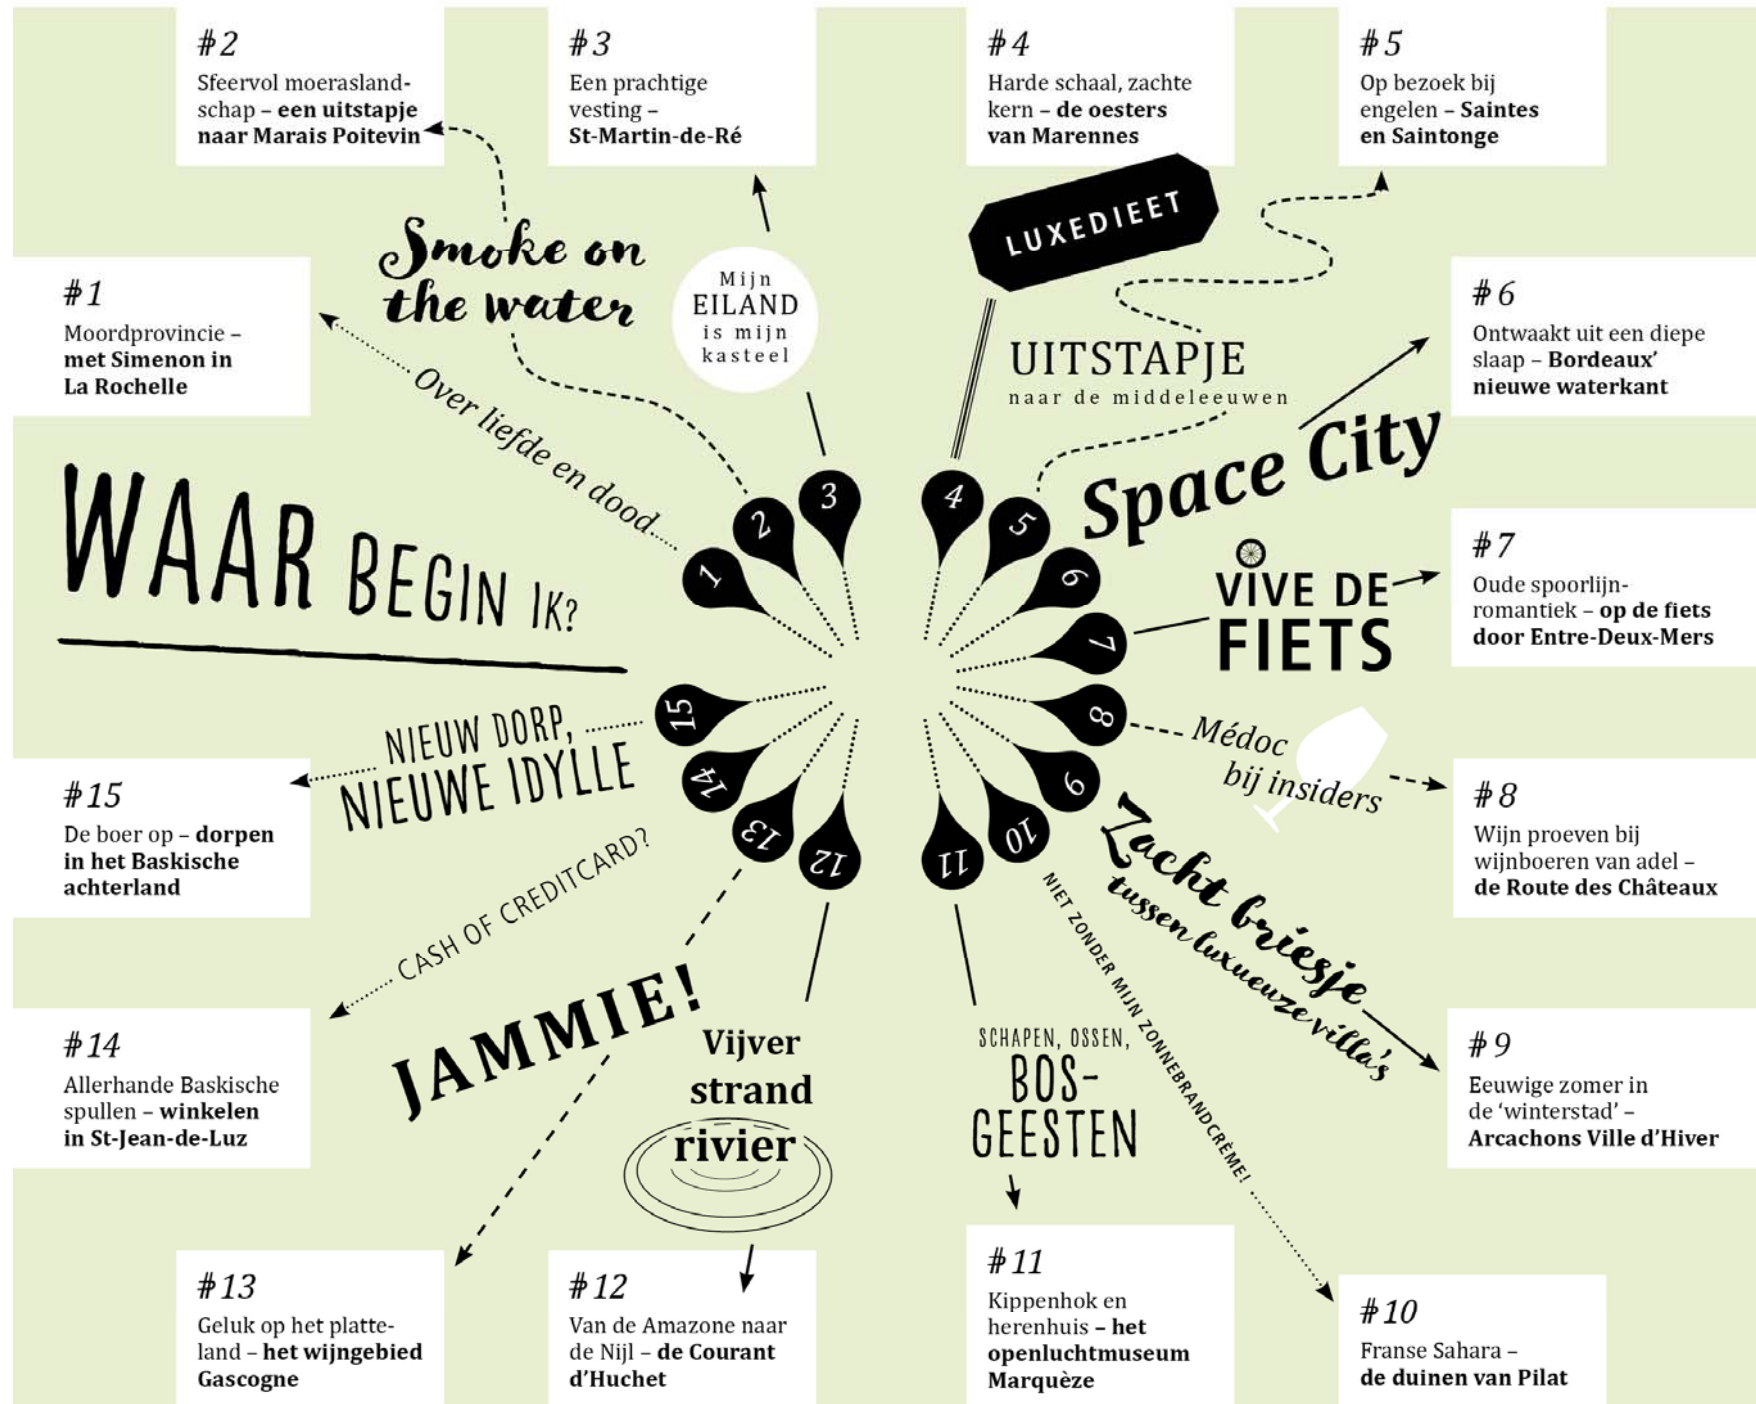 #2
Sfeervol moerasland-
schap – een uitstapje
naar Marais Poitevin
#3
Een prachtige
vesting –
St-Martin-de-Ré
#4
Harde schaal, zachte
kern – de oesters
van Marennes
#5
Op bezoek bij
engelen – Saintes
en Saintonge
#1
Moordprovincie –
met Simenon in
La Rochelle
Smoke on
the water
Mijn
EILAND
is mijn
kasteel
LUXEDIEET
UITSTAPJE
naar de middeleeuwen
#6
Ontwaakt uit een diepe
slaap – Bordeaux'
nieuwe waterkant
Over liefde en dood...
Space City
WAAR BEGIN IK?
1
2
3
4
5
6
7
8
9
10
11
12
13
14
15
VIVE DE
FIETS
#7
Oude spoorlijn-
romantiek – op de fiets
door Entre-Deux-Mers
NIEUW DORP,
NIEUWE IDYLLE
Médoc
bij insiders
#8
Wijn proeven bij
wijnboeren van adel –
de Route des Châteaux
#15
De boer op – dorpen
in het Baskische
achterland
CASH OF CREDITCARD?
Zacht briesje
tussen luxueuze villa's
NIET ZONDER MIJN ZONNEBRANDCRÈME!
#14
Allerhande Baskische
spullen – winkelen
in St-Jean-de-Luz
JAMMIE!
Vijver
strand
rivier
SCHAPEN, OSSEN,
BOS-
GEESTEN
#9
Eeuwige zomer in
de 'winterstad' –
Arcachons Ville d'Hiver
#13
Geluk op het platte-
land – het wijngebied
Gascogne
#12
Van de Amazone naar
de Nijl – de Courant
d'Huchet
#11
Kippenhok en
herenhuis – het
openluchtmuseum
Marquèze
#10
Franse Sahara –
de duinen van Pilat